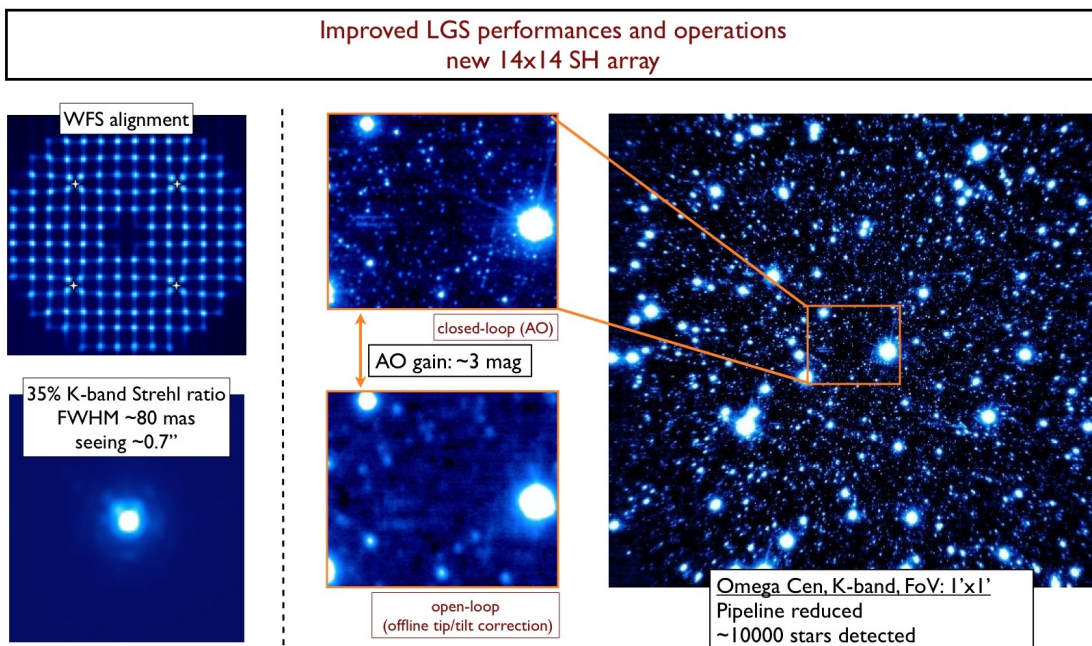 Improved LGS performances and operations
new 14x14 SH array
WFS alignment
35% K-band Strehl ratio
FWHM ~80 mas
seeing ~0.7”
closed-loop (AO)
AO gain: ~3 mag
open-loop
(offline tip/tilt correction)
Omega Cen, K-band, FoV: 1'x1'
Pipeline reduced
~10000 stars detected